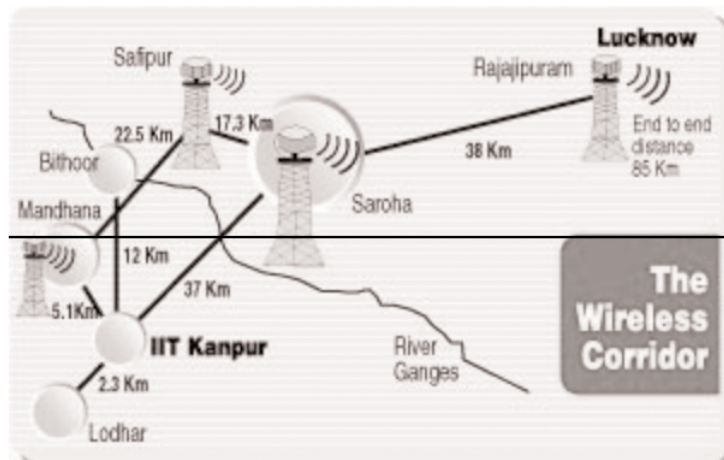 Lucknow
Safipur
Rajajipuram
17.3 Km
22.5 Km
End to end
distance
85 Km
38 Km
Bithoor
Saroha
Mandhana
12 Km
37 Km
5.1Km
The
Wireless
Corridor
IIT Kanpur
River
Ganges
2.3 Km
Lodhar